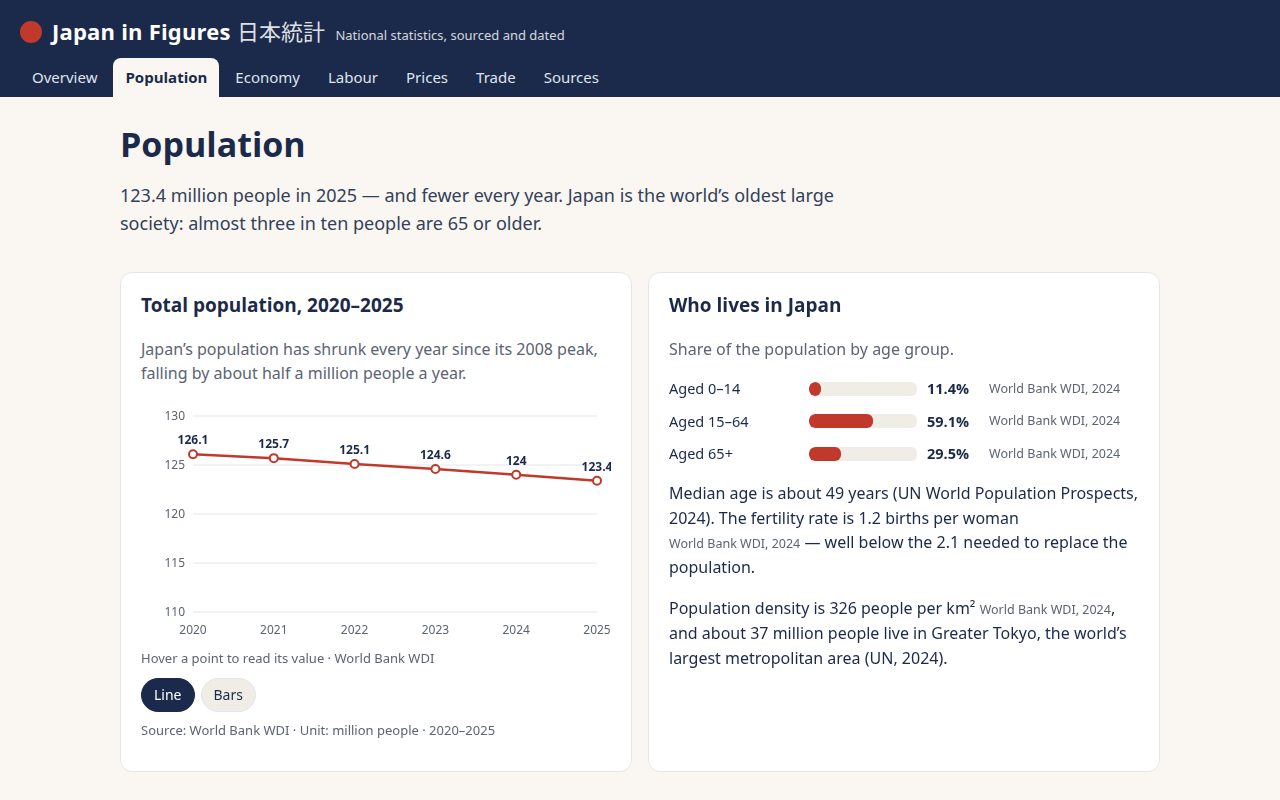 Japan in Figures 日本統計 National statistics, sourced and dated
Overview Population Economy Labour Prices Trade Sources
Population
123.4 million people in 2025 — and fewer every year. Japan is the world’s oldest large
society: almost three in ten people are 65 or older.
Total population, 2020–2025
Japan’s population has shrunk every year since its 2008 peak,
falling by about half a million people a year.
130
126.1 125.7 125.1 124.6 124 123.4
125
120
115
110
2020 2021 2022 2023 2024 2025
Hover a point to read its value · World Bank WDI
Line Bars
Source: World Bank WDI · Unit: million people · 2020–2025
Who lives in Japan
Share of the population by age group.
Aged 0–14 11.4% World Bank WDI, 2024
Aged 15–64 59.1% World Bank WDI, 2024
Aged 65+ 29.5% World Bank WDI, 2024
Median age is about 49 years (UN World Population Prospects,
2024). The fertility rate is 1.2 births per woman
World Bank WDI, 2024 — well below the 2.1 needed to replace the
population.
Population density is 326 people per km² World Bank WDI, 2024,
and about 37 million people live in Greater Tokyo, the world’s
largest metropolitan area (UN, 2024).